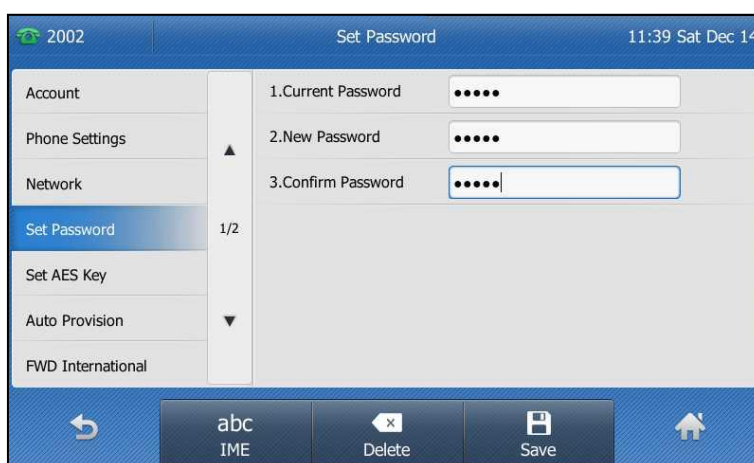 2002 Set Password 11:39 Sat Dec 14
Account
Phone Settings
Network
Set Password
Set AES Key
Auto Provision
FWD International
1/2
1.Current Password •••••
2.New Password •••••
3.Confirm Password •••••
abc
IME
Delete
Save